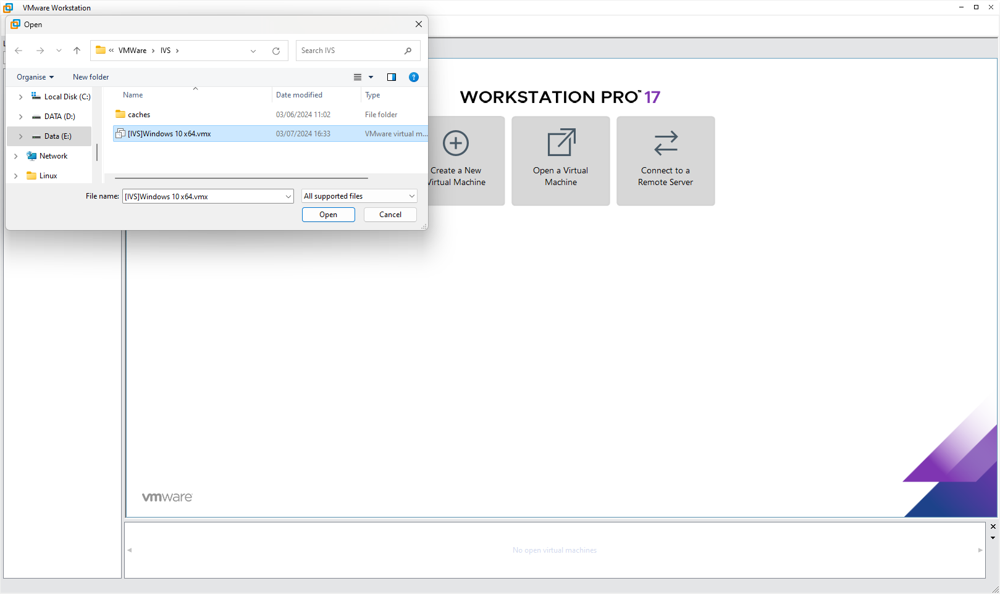 VMware Workstation
Open
« VMWare > IVS >
Search IVS
Organise
New folder
?
Name
Date modified
Type
Local Disk (C:)
DATA (D:)
Data (E:)
Network
Linux
caches
03/06/2024 11:02
File folder
[IVS]Windows 10 x64.vmx
03/07/2024 16:33
VMware virtual m...
File name:
[IVS]Windows 10 x64.vmx
All supported files
Open
Cancel
L
WORKSTATION PRO™ 17
Create a New
Virtual Machine
Open a Virtual
Machine
Connect to a
Remote Server
vmware
No open virtual machines